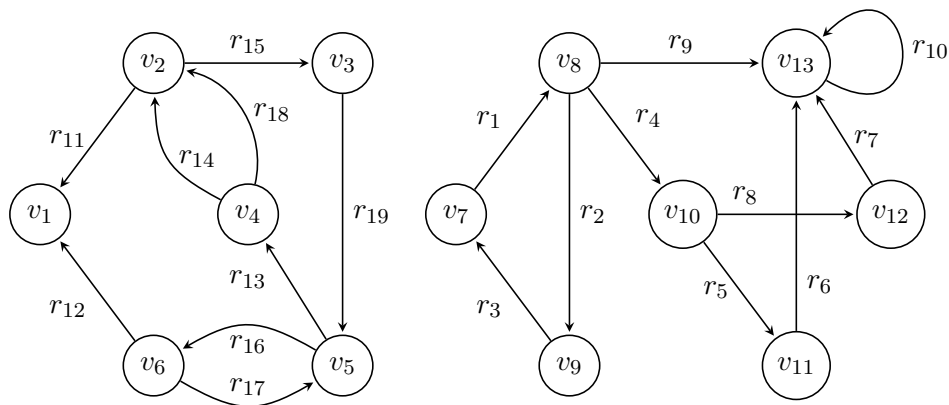 r₁₅ r₉ r₁₀
v₂ v₃ v₈ v₁₃
r₁₈
r₁₁ r₁₄ r₁ r₄ r₇
v₁ v₄ r₁₉ v₇ r₂ v₁₀ r₈ v₁₂
r₁₂ r₁₃ r₃ r₅ r₆
r₁₆
v₆ v₅ v₉ v₁₁
r₁₇